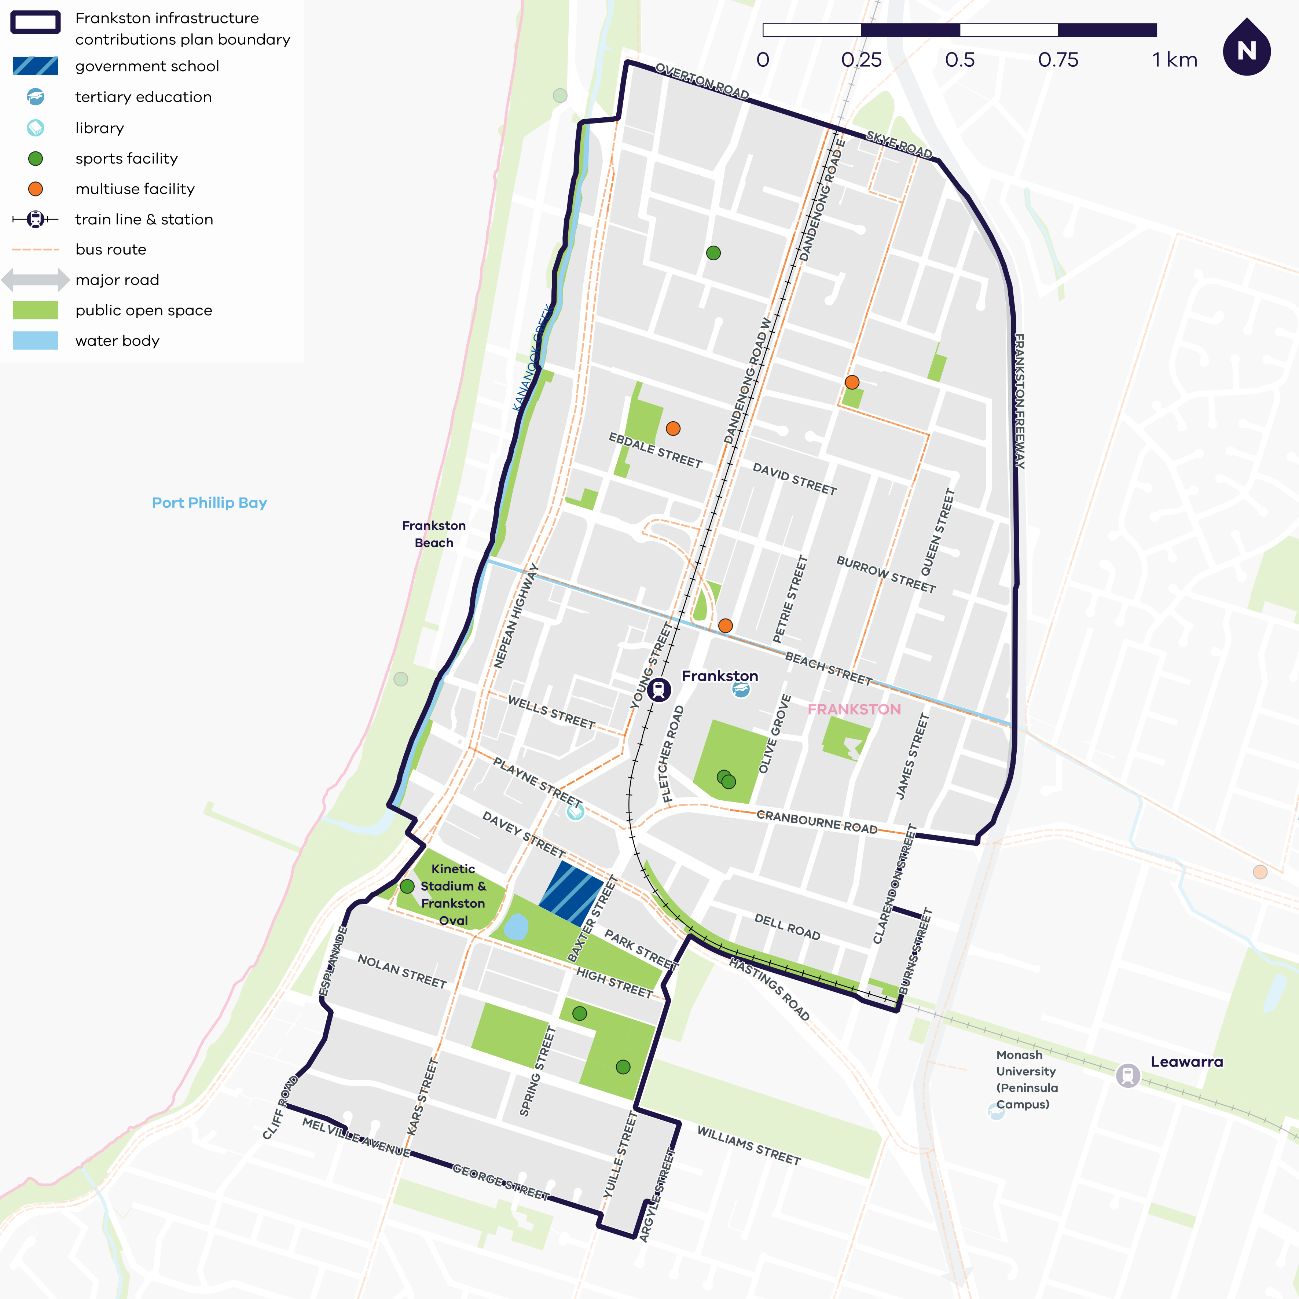 Frankston infrastructure
contributions plan boundary
government school
tertiary education
library
sports facility
multiuse facility
train line & station
bus route
major road
public open space
water body
0
0.25
0.5
0.75
1 km
N
OVERTON ROAD
SKYE ROAD
DANDENONG ROAD E
KANANOOK CREEK
DANDENONG ROAD W
FRANKSTON FREEWAY
EBDALE STREET
DAVID STREET
Port Phillip Bay
Frankston
Beach
QUEEN STREET
BURROW STREET
PETRIE STREET
NEPEAN HIGHWAY
YOUNG STREET
BEACH STREET
Frankston
WELLS STREET
FRANKSTON
OLIVE GROVE
FLETCHER ROAD
JAMES STREET
PLAYNE STREET
CRANBOURNE ROAD
DAVEY STREET
Kinetic
Stadium &
Frankston
Oval
CLARENDON STREET
BAXTER STREET
DELL ROAD
BURNS STREET
PARK STREET
ESPLANADE
NOLAN STREET
HIGH STREET
HASTINGS ROAD
SPRING STREET
KARS STREET
Monash
University
(Peninsula
Campus)
Leawarra
CLIFF ROAD
MELVILLE AVENUE
GEORGE STREET
YUILLE STREET
WILLIAMS STREET
ARGYLE STREET